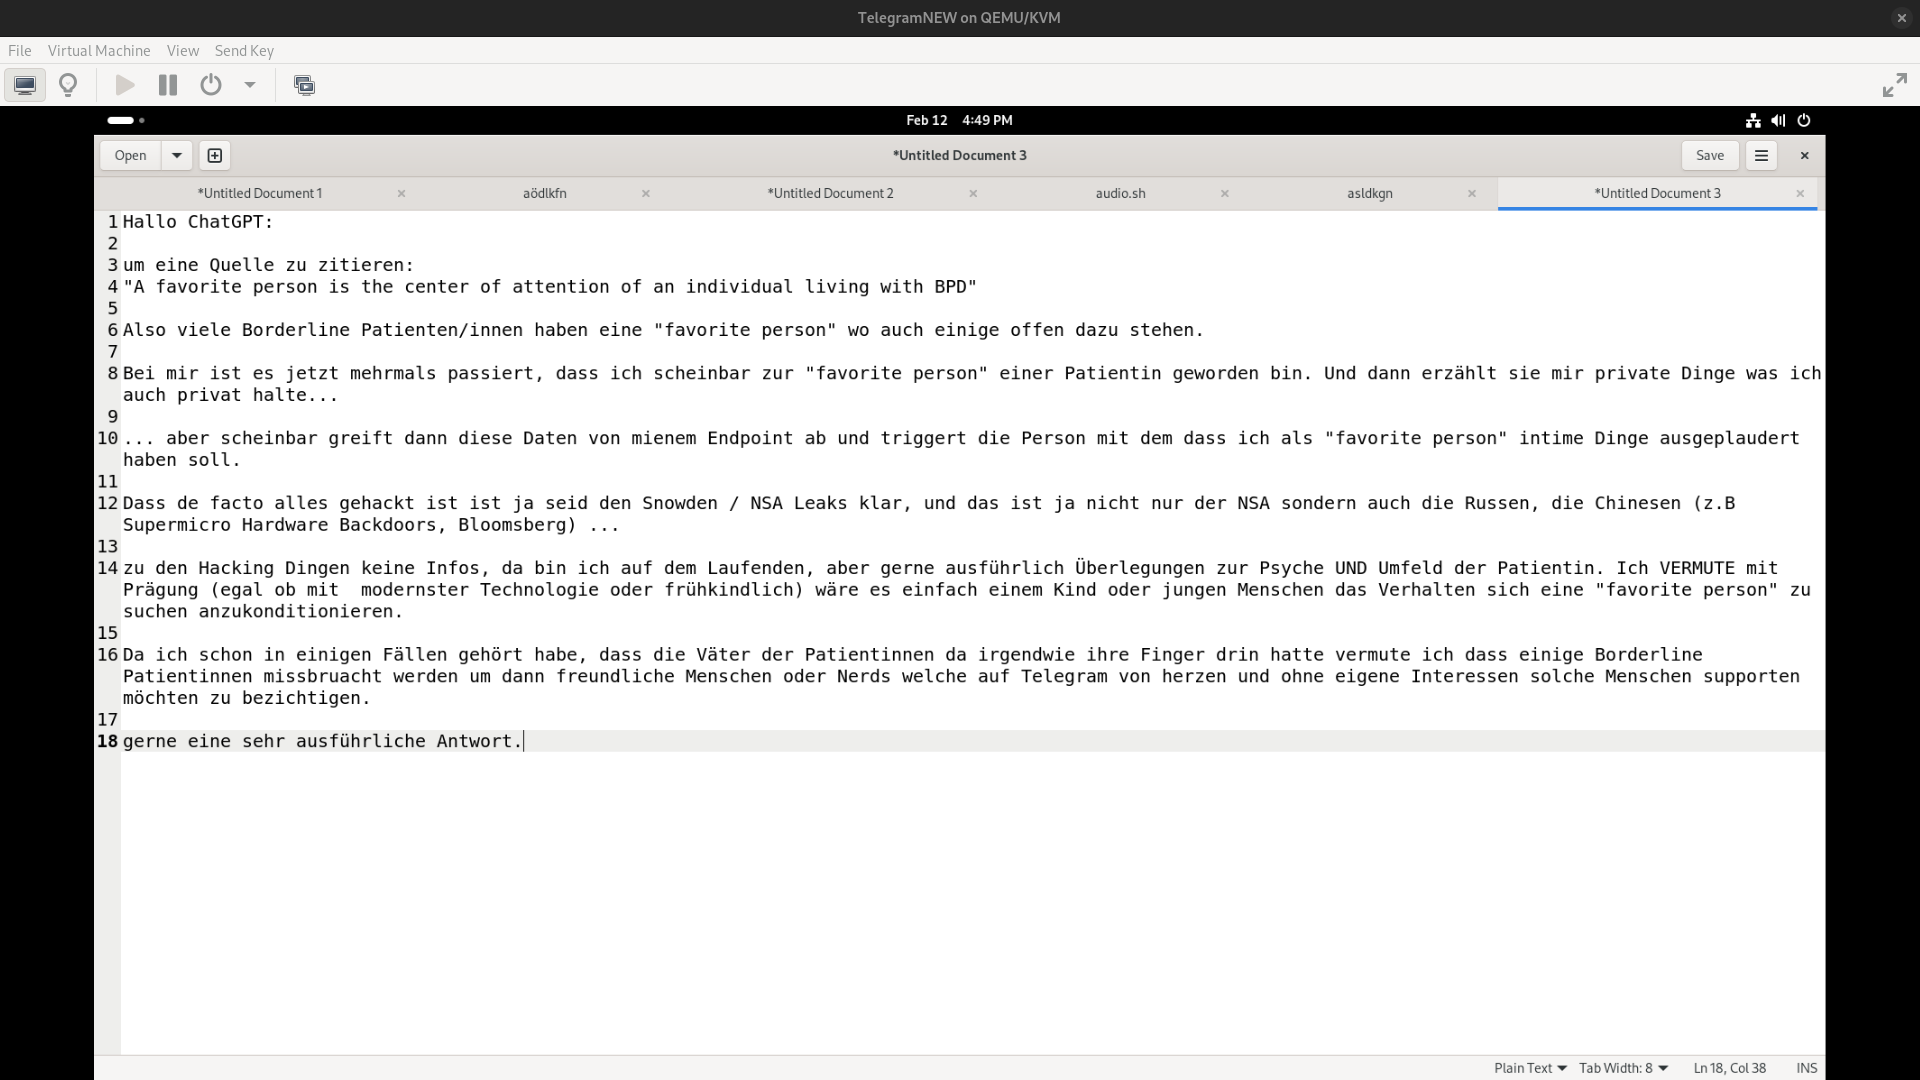 TelegramNEW on QEMU/KVM
File Virtual Machine View Send Key
Feb 12 4:49 PM
Open *Untitled Document 3 Save
*Untitled Document 1 aödlkfn *Untitled Document 2 audio.sh asldkgn *Untitled Document 3
1 Hallo ChatGPT:
2
3 um eine Quelle zu zitieren:
4 "A favorite person is the center of attention of an individual living with BPD"
5
6 Also viele Borderline Patienten/innen haben eine "favorite person" wo auch einige offen dazu stehen.
7
8 Bei mir ist es jetzt mehrmals passiert, dass ich scheinbar zur "favorite person" einer Patientin geworden bin. Und dann erzählt sie mir private Dinge was ich
auch privat halte...
9
10 ... aber scheinbar greift dann diese Daten von mienem Endpoint ab und triggert die Person mit dem dass ich als "favorite person" intime Dinge ausgeplaudert
haben soll.
11
12 Dass de facto alles gehackt ist ist ja seid den Snowden / NSA Leaks klar, und das ist ja nicht nur der NSA sondern auch die Russen, die Chinesen (z.B
Supermicro Hardware Backdoors, Bloomsberg) ...
13
14 zu den Hacking Dingen keine Infos, da bin ich auf dem Laufenden, aber gerne ausführlich Überlegungen zur Psyche UND Umfeld der Patientin. Ich VERMUTE mit
Prägung (egal ob mit  modernster Technologie oder frühkindlich) wäre es einfach einem Kind oder jungen Menschen das Verhalten sich eine "favorite person" zu
suchen anzukonditionieren.
15
16 Da ich schon in einigen Fällen gehört habe, dass die Väter der Patientinnen da irgendwie ihre Finger drin hatte vermute ich dass einige Borderline
Patientinnen missbruacht werden um dann freundliche Menschen oder Nerds welche auf Telegram von herzen und ohne eigene Interessen solche Menschen supporten
möchten zu bezichtigen.
17
18 gerne eine sehr ausführliche Antwort.
Plain Text Tab Width: 8 Ln 18, Col 38 INS